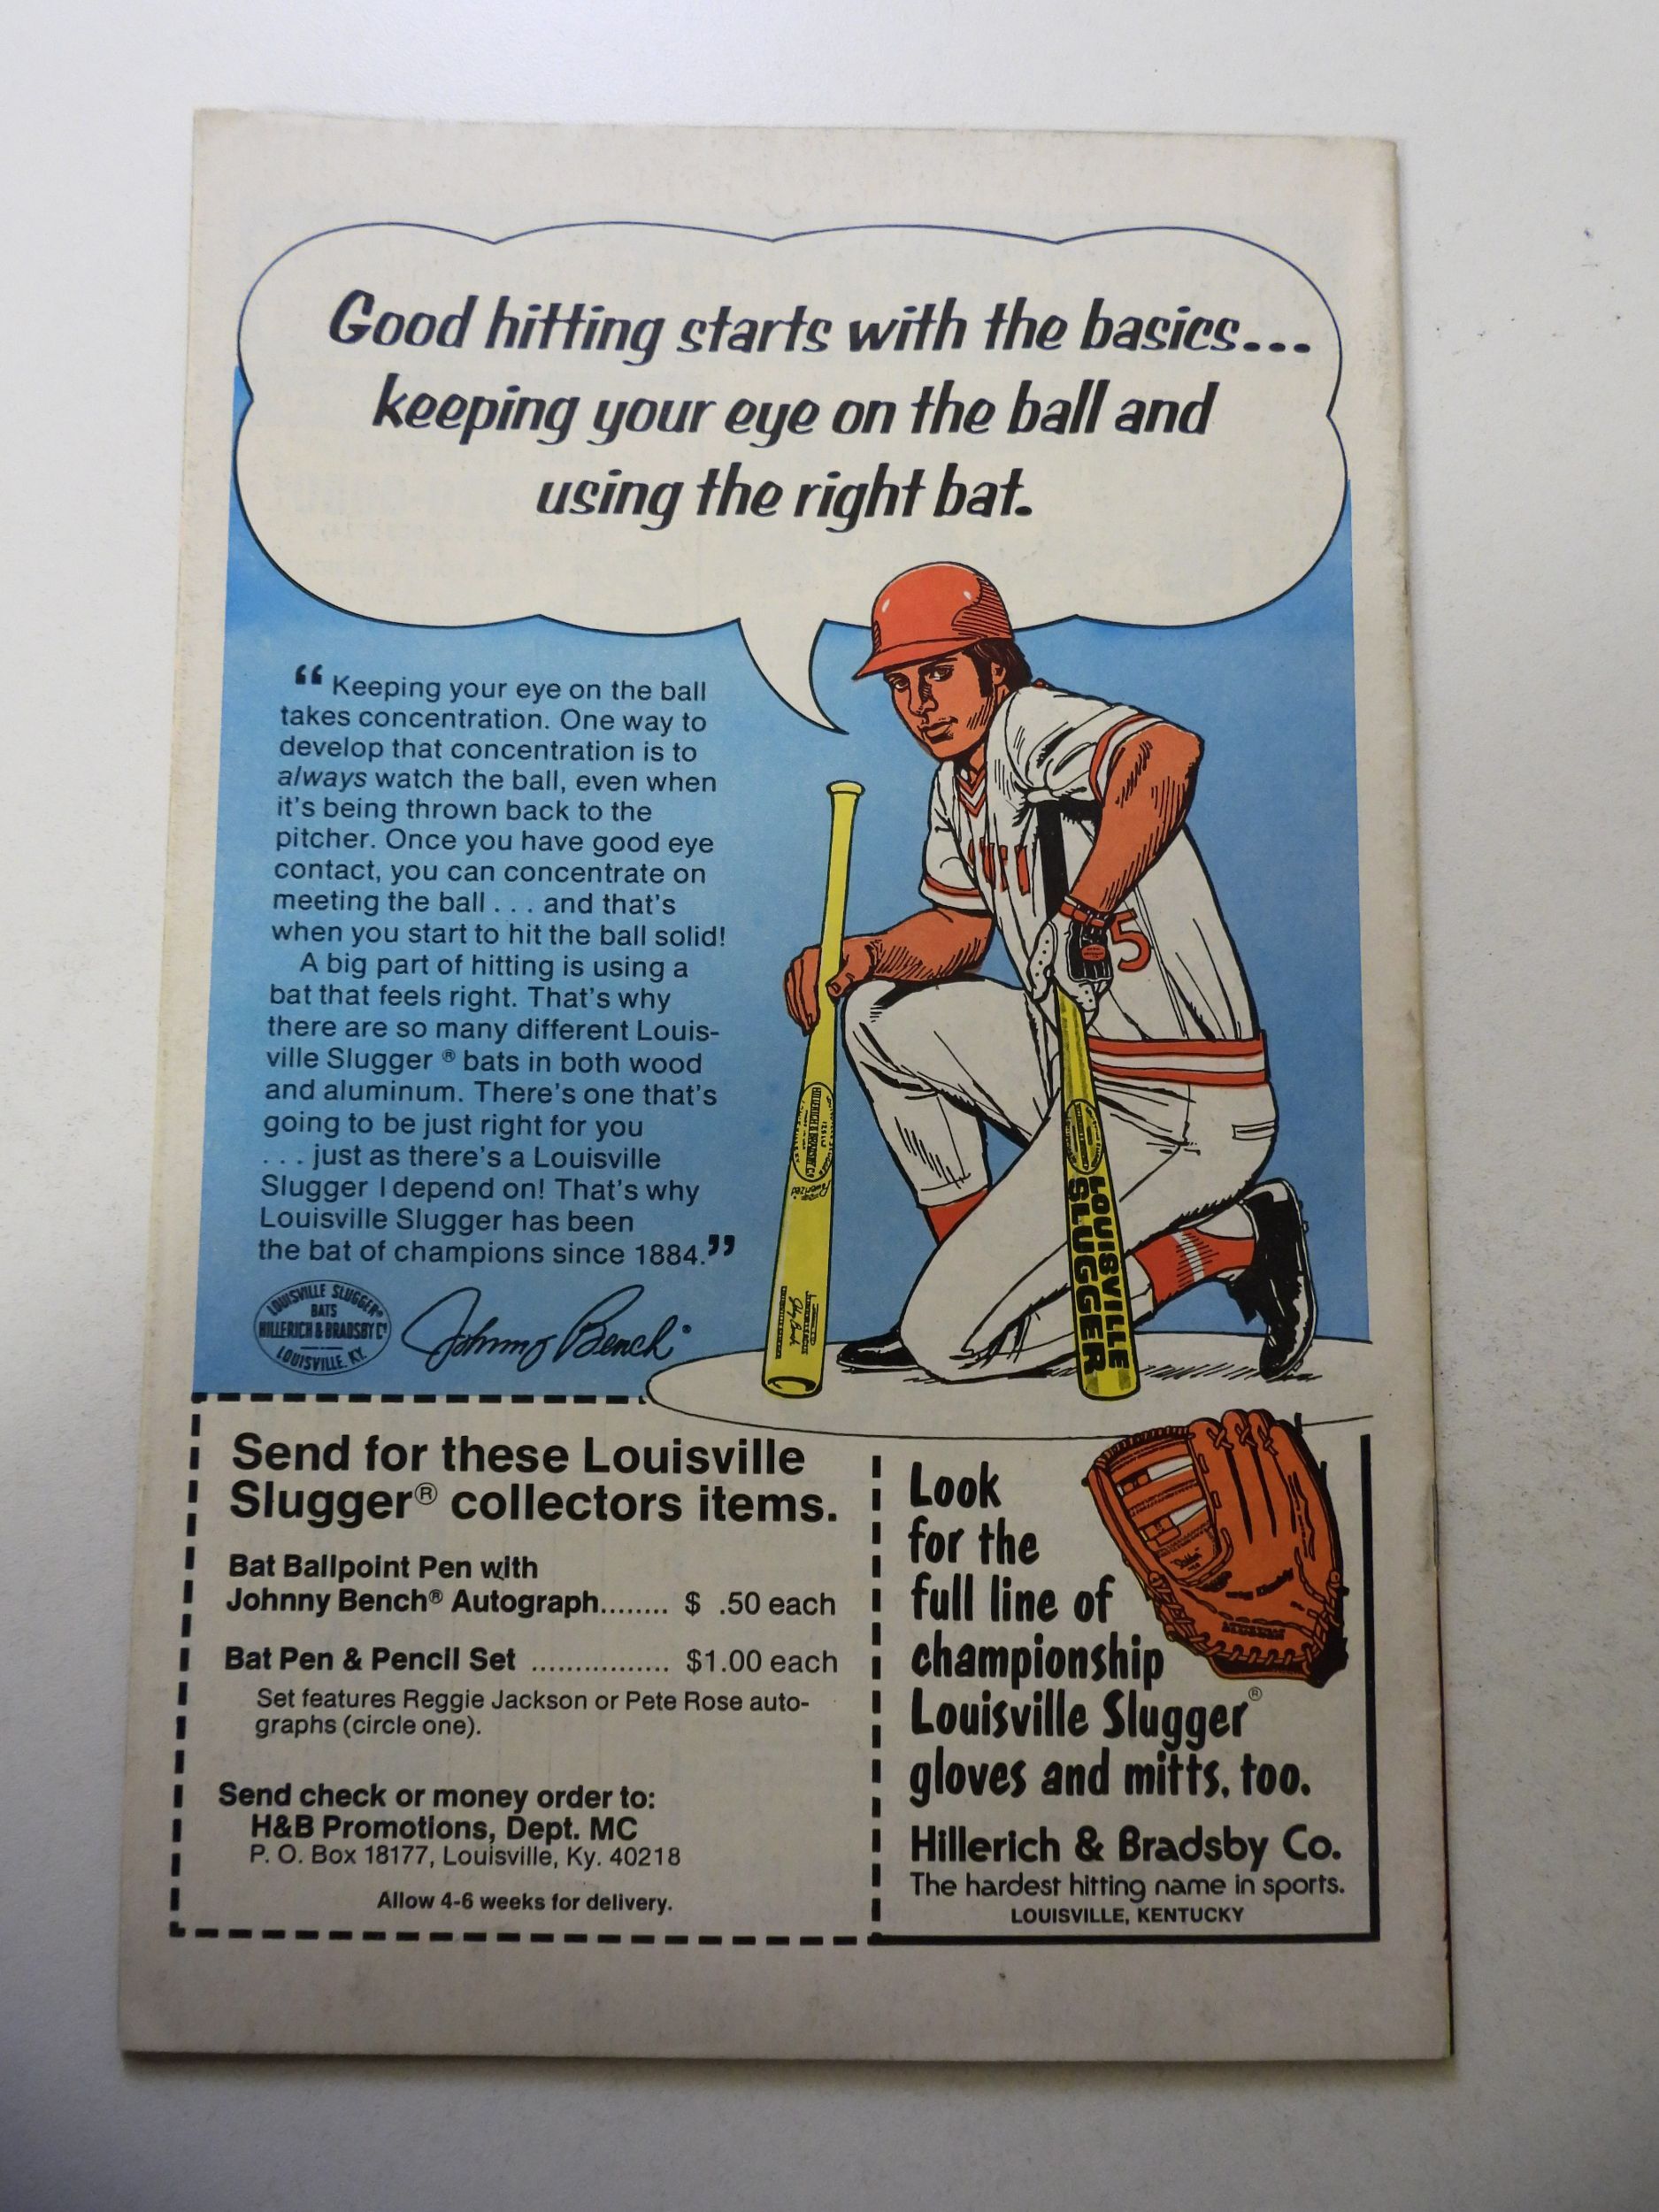 Good hitting starts with the basics...
keeping your eye on the ball and
using the right bat.
“ Keeping your eye on the ball
takes concentration. One way to
develop that concentration is to
always watch the ball, even when
it's being thrown back to the
pitcher. Once you have good eye
contact, you can concentrate on
meeting the ball . . . and that's
when you start to hit the ball solid!
A big part of hitting is using a
bat that feels right. That's why
there are so many different Louis-
ville Slugger ® bats in both wood
and aluminum. There's one that's
going to be just right for you
. . . just as there's a Louisville
Slugger I depend on! That's why
Louisville Slugger has been
the bat of champions since 1884.”
LOUISVILLE SLUGGER®
BATS
HILLERICH & BRADSBY Cº
LOUISVILLE, KY.
Johnny Bench
5
HILLERICH & BRADSBY Cº
Powerized
LOUISVILLE
SLUGGER
Send for these Louisville
Slugger® collectors items.
Bat Ballpoint Pen with
Johnny Bench® Autograph........ $ .50 each
Bat Pen & Pencil Set ................ $1.00 each
Set features Reggie Jackson or Pete Rose auto-
graphs (circle one).
Send check or money order to:
H&B Promotions, Dept. MC
P. O. Box 18177, Louisville, Ky. 40218
Allow 4-6 weeks for delivery.
Look
for the
full line of
championship
Louisville Slugger®
gloves and mitts, too.
Hillerich & Bradsby Co.
The hardest hitting name in sports.
LOUISVILLE, KENTUCKY